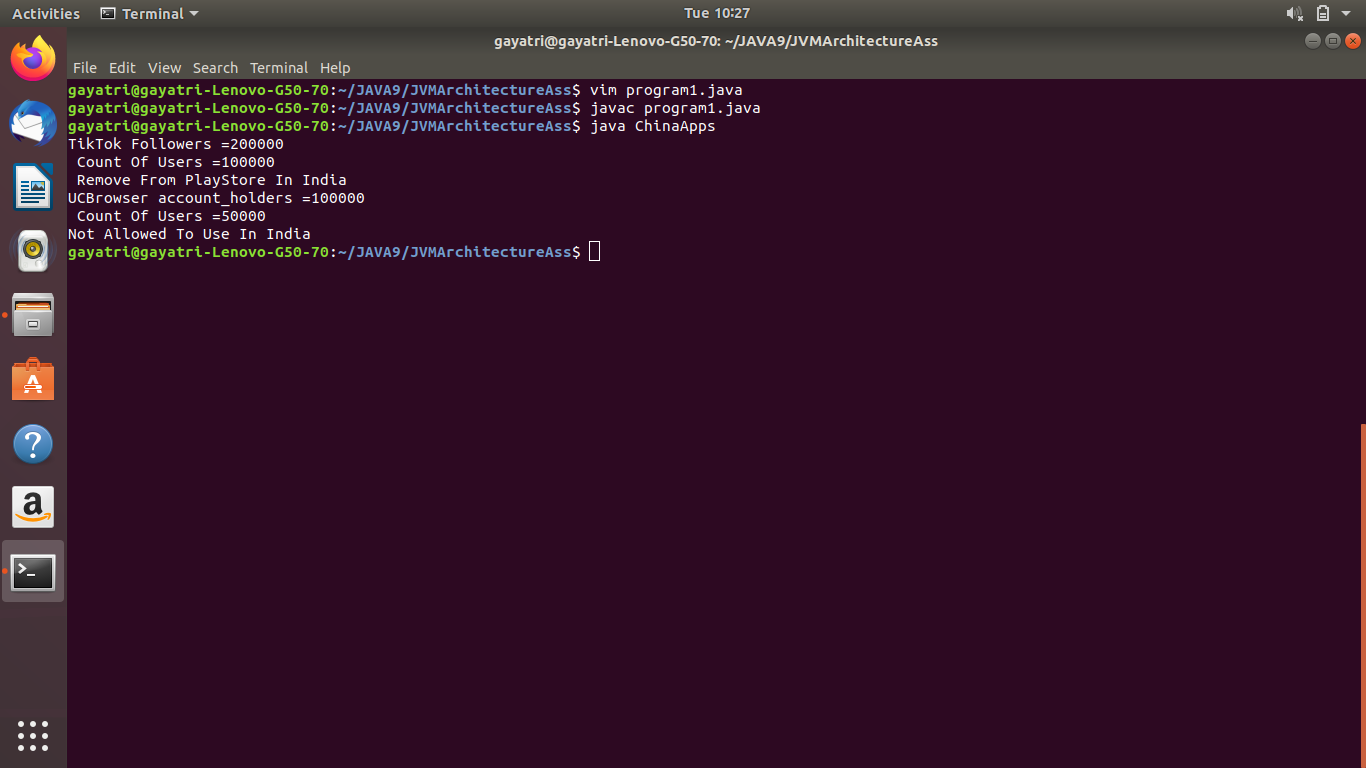 Activities Terminal Tue 10:27
gayatri@gayatri-Lenovo-G50-70: ~/JAVA9/JVMArchitectureAss
File Edit View Search Terminal Help
gayatri@gayatri-Lenovo-G50-70:~/JAVA9/JVMArchitectureAss$ vim program1.java
gayatri@gayatri-Lenovo-G50-70:~/JAVA9/JVMArchitectureAss$ javac program1.java
gayatri@gayatri-Lenovo-G50-70:~/JAVA9/JVMArchitectureAss$ java ChinaApps
TikTok Followers =200000
 Count Of Users =100000
 Remove From PlayStore In India
UCBrowser account_holders =100000
 Count Of Users =50000
Not Allowed To Use In India
gayatri@gayatri-Lenovo-G50-70:~/JAVA9/JVMArchitectureAss$